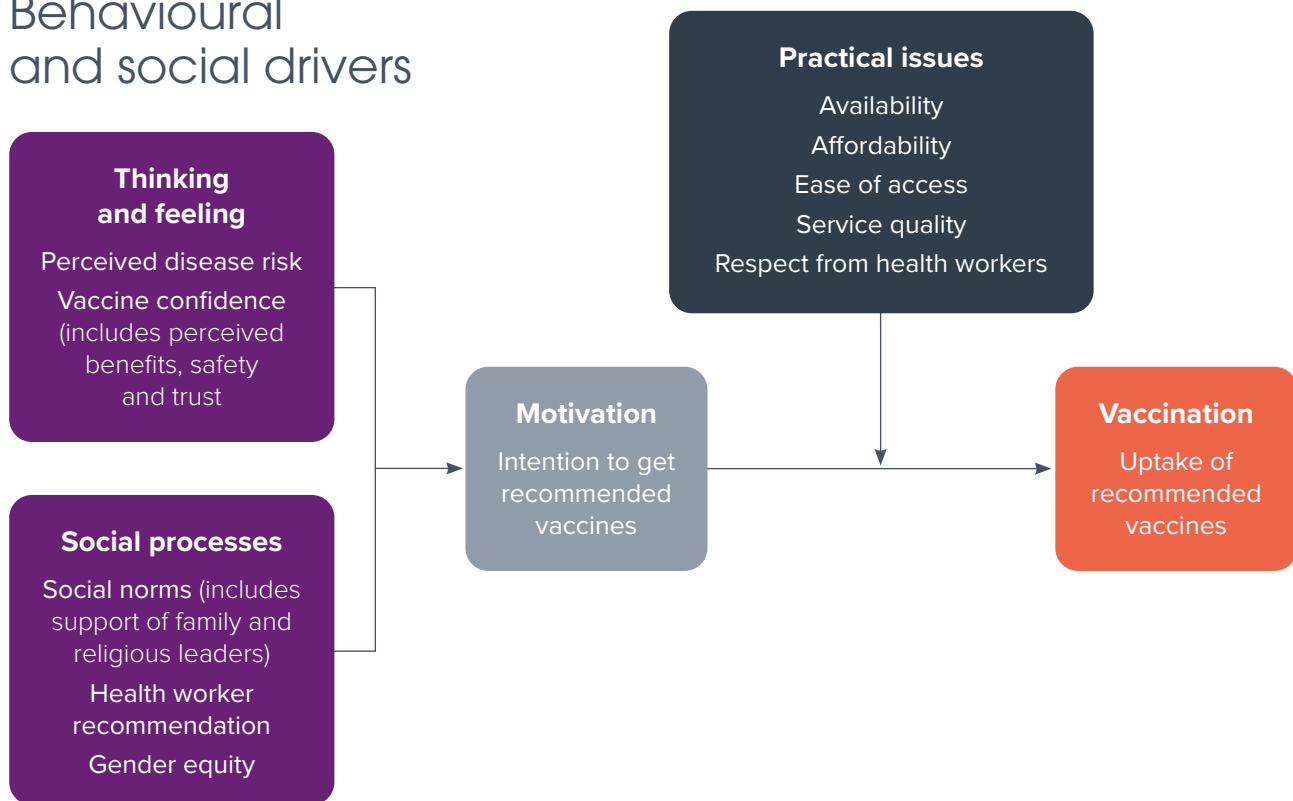 Behavioural
and social drivers
Thinking
and feeling
Perceived disease risk
Vaccine confidence
(includes perceived
benefits, safety
and trust
Social processes
Social norms (includes
support of family and
religious leaders)
Health worker
recommendation
Gender equity
Motivation
Intention to get
recommended
vaccines
Practical issues
Availability
Affordability
Ease of access
Service quality
Respect from health workers
Vaccination
Uptake of
recommended
vaccines